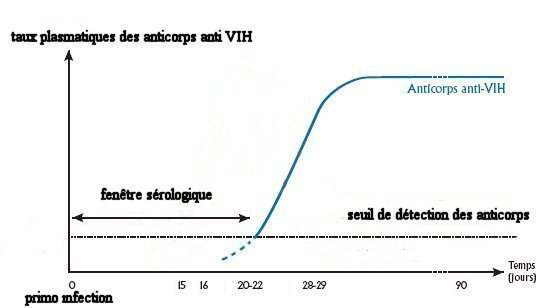 taux plasmatiques des anticorps anti VIH
Anticorps anti-VIH
fenêtre sérologique
seuil de détection des anticorps
Temps
(jours)
0 15 16 20-22 28-29 90
primo infection